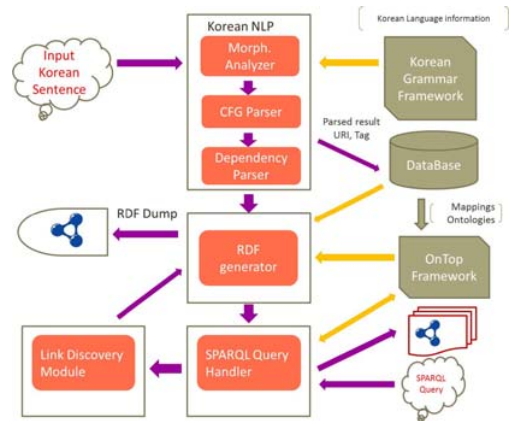 Korean NLP
Korean Language information
Input
Korean
Sentence
Morph.
Analyzer
Korean
Grammar
Framework
CFG Parser
Parsed result
URI, Tag
Dependency
Parser
DataBase
Mappings
Ontologies
RDF Dump
RDF
generator
OnTop
Framework
Link Discovery
Module
SPARQL Query
Handler
SPARQL
Query